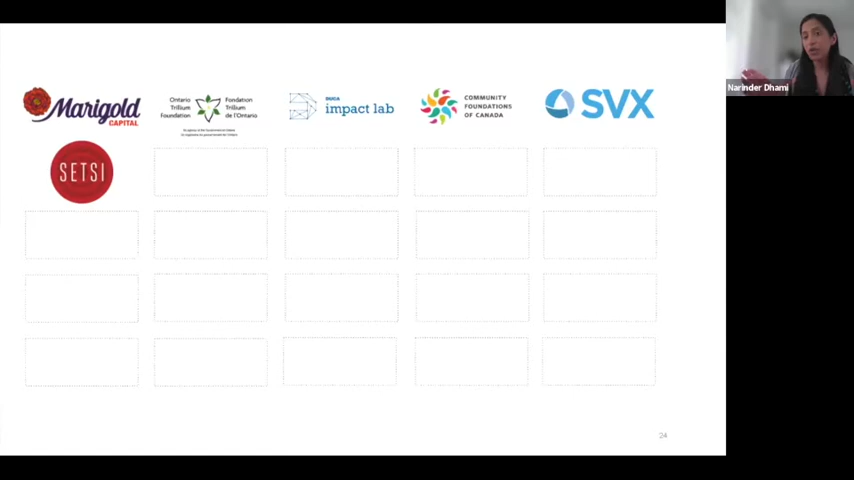 Marigold
CAPITAL
Ontario
Trillium
Foundation
Fondation
Trillium
de l'Ontario
DUCA
impact lab
COMMUNITY
FOUNDATIONS
OF CANADA
SVX
Narinder Dhami
SETSI
24